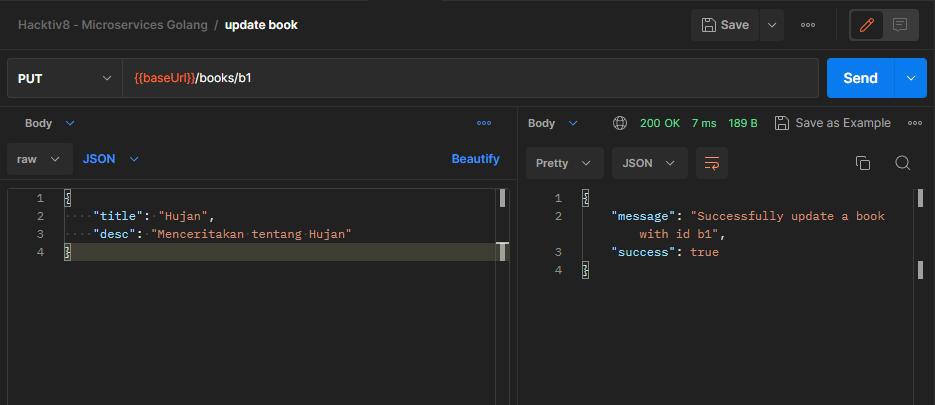 Hacktiv8 - Microservices Golang / update book
Save
PUT
{{baseUrl}}/books/b1
Send
Body
raw
JSON
Beautify
1 {
2 "title": "Hujan",
3 "desc": "Menceritakan tentang Hujan"
4 }
Body
200 OK 7 ms 189 B
Save as Example
Pretty
JSON
1 {
2 "message": "Successfully update a book
with id b1",
3 "success": true
4 }